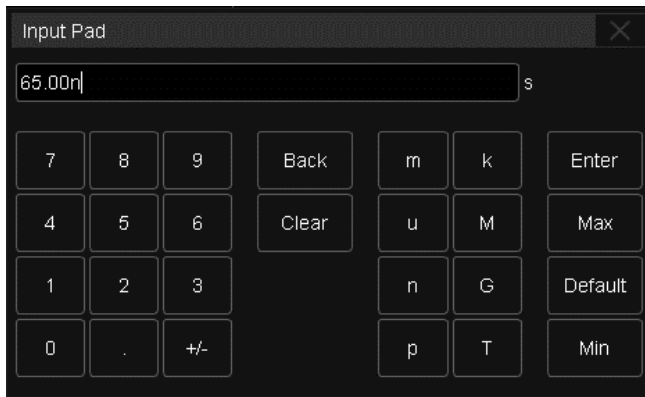 Input Pad
65.00n s
7 8 9 Back m k Enter
4 5 6 Clear u M Max
1 2 3 n G Default
0 . +/- p T Min